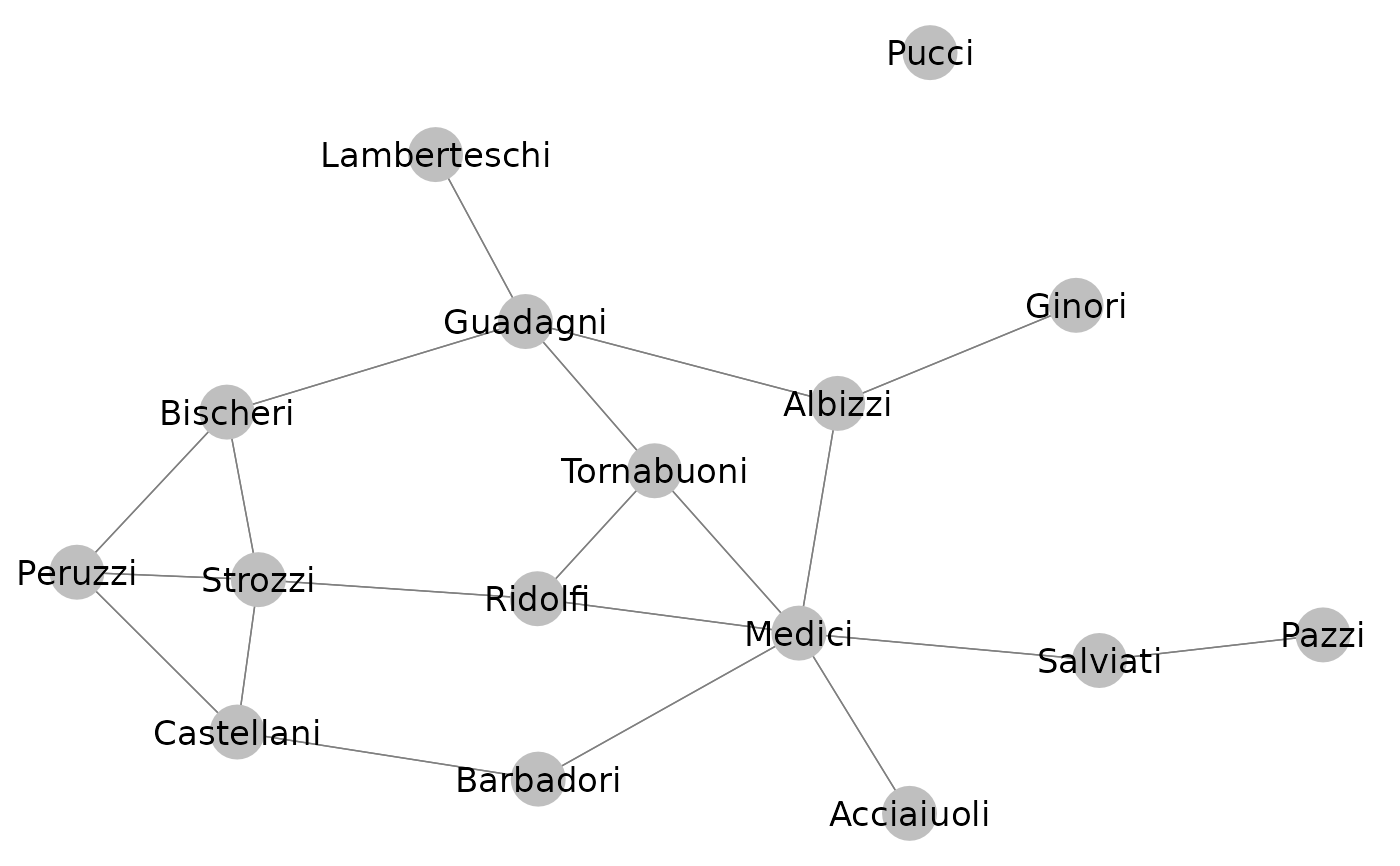 Pucci
Lamberteschi
Ginori
Guadagni
Albizzi
Bischeri
Tornabuoni
Peruzzi
Strozzi
Ridolfi
Medici
Pazzi
Salviati
Castellani
Barbadori
Acciaiuoli